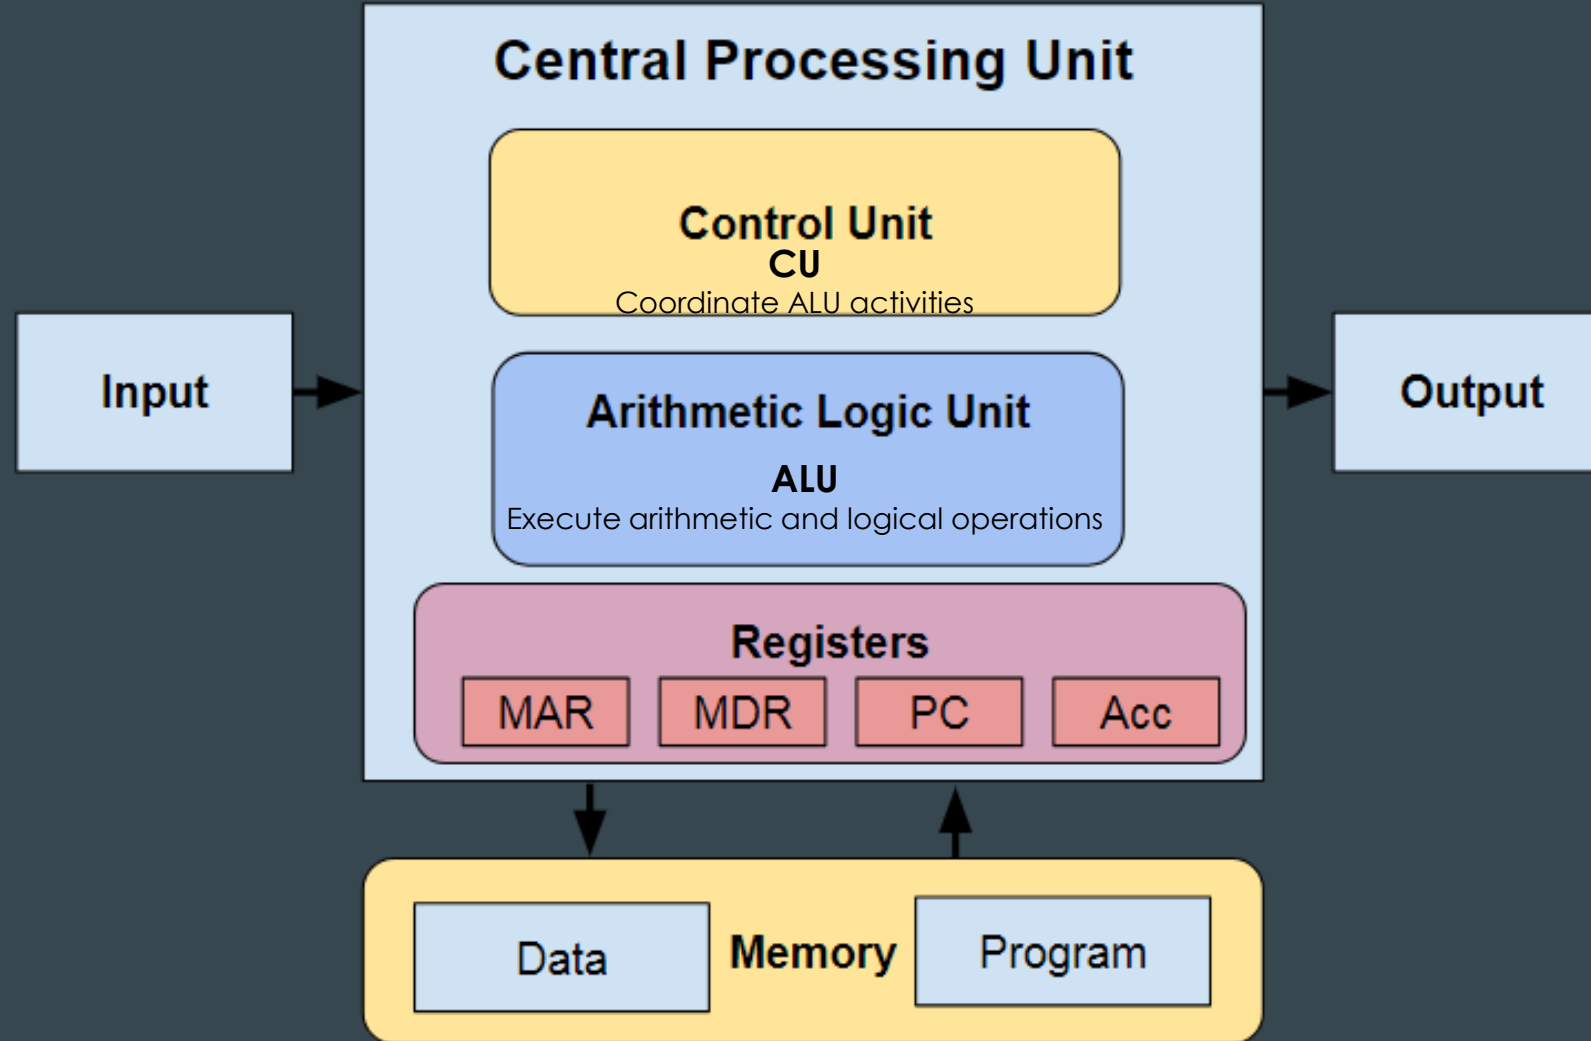 Central Processing Unit
Control Unit
CU
Coordinate ALU activities
Input
Arithmetic Logic Unit
ALU
Execute arithmetic and logical operations
Output
Registers
MAR
MDR
PC
Acc
Data
Memory
Program